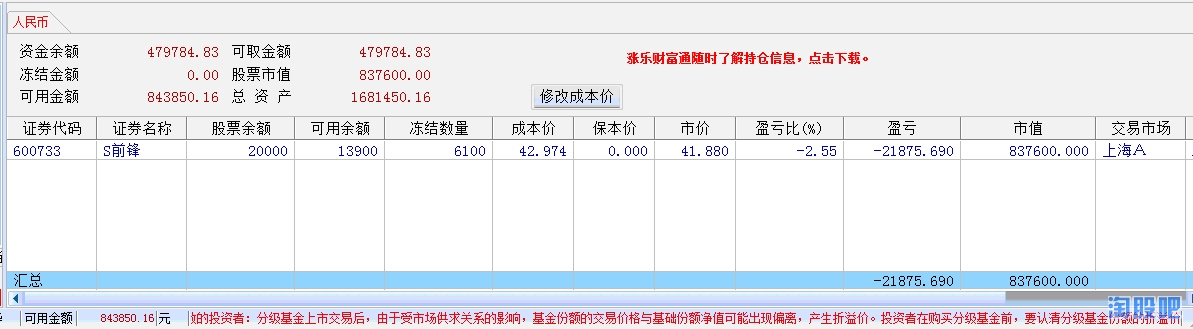 人民币
资金余额 479784.83 可取金额 479784.83
涨乐财富通随时了解持仓信息，点击下载。
冻结金额 0.00 股票市值 837600.00
可用金额 843850.16 总 资 产 1681450.16
修改成本价
证券代码 证券名称 股票余额 可用余额 冻结数量 成本价 保本价 市价 盈亏比(%) 盈亏 市值 交易市场
600733 S前锋 20000 13900 6100 42.974 0.000 41.880 -2.55 -21875.690 837600.000 上海A
汇总 -21875.690 837600.000
可用金额 843850.16 元 的投资者：分级基金上市交易后，由于受市场供求关系的影响，基金份额的交易价格与基础份额净值可能出现偏离，产生折溢价。投资者在购买分级基金前，要认清分级基金份额的折溢价
淘股吧